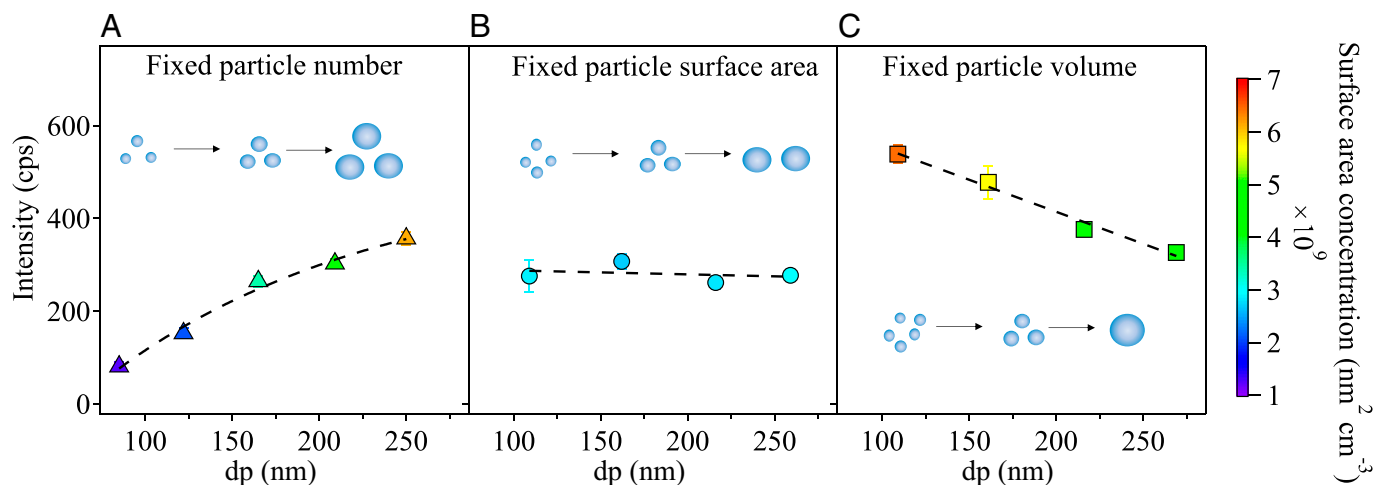 A
B
C
Fixed particle number
Fixed particle surface area
Fixed particle volume
Intensity (cps)
600
400
200
0
100
150
200
250
dp (nm)
100
150
200
250
dp (nm)
100
150
200
250
dp (nm)
7
6
5
4
3
2
1
×10⁹
Surface area concentration (nm² cm⁻³)